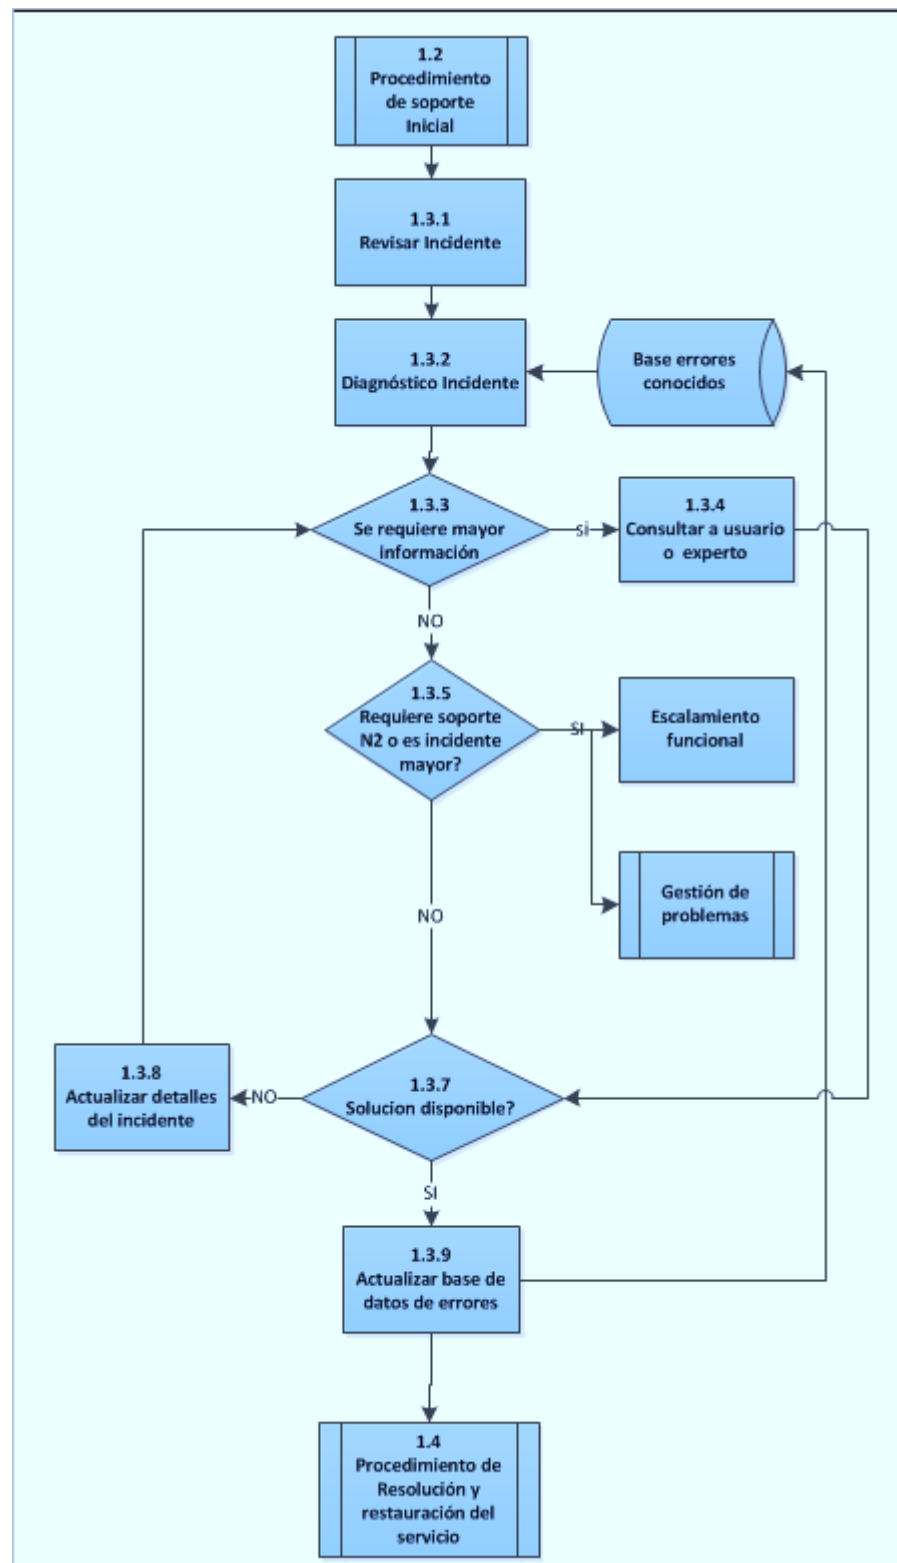 1.2
Procedimiento
de soporte
Inicial
1.3.1
Revisar Incidente
1.3.2
Diagnóstico Incidente
Base errores
conocidos
1.3.3
Se requiere mayor
información
si
1.3.4
Consultar a usuario
o experto
NO
1.3.5
Requiere soporte
N2 o es incidente
mayor?
SI
Escalamiento
funcional
Gestión de
problemas
NO
1.3.7
Solucion disponible?
NO
1.3.8
Actualizar detalles
del incidente
SI
1.3.9
Actualizar base de
datos de errores
1.4
Procedimiento de
Resolución y
restauración del
servicio